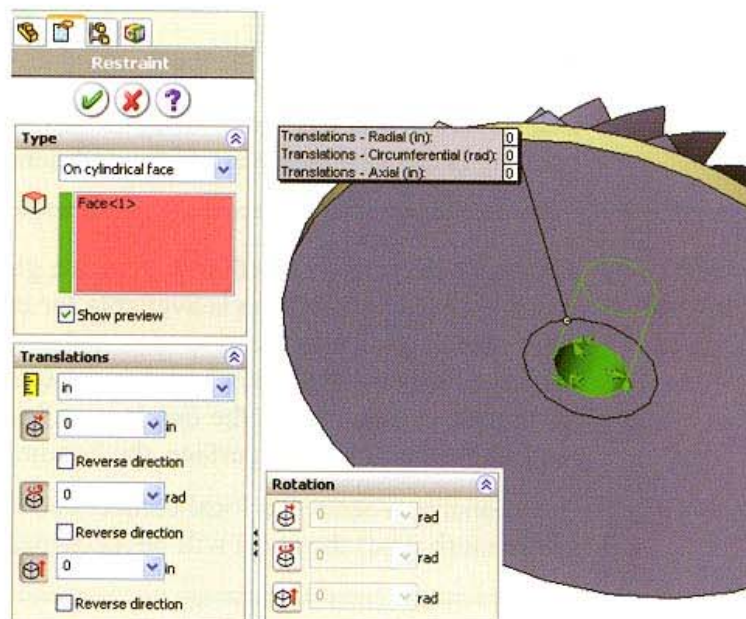 Restraint
?
Type
On cylindrical face
Face<1>
Show preview
Translations
in
0 in
Reverse direction
0 rad
Reverse direction
0 in
Reverse direction
Translations - Radial (in): 0
Translations - Circumferential (rad): 0
Translations - Axial (in): 0
Rotation
0 rad
0 rad
0 rad